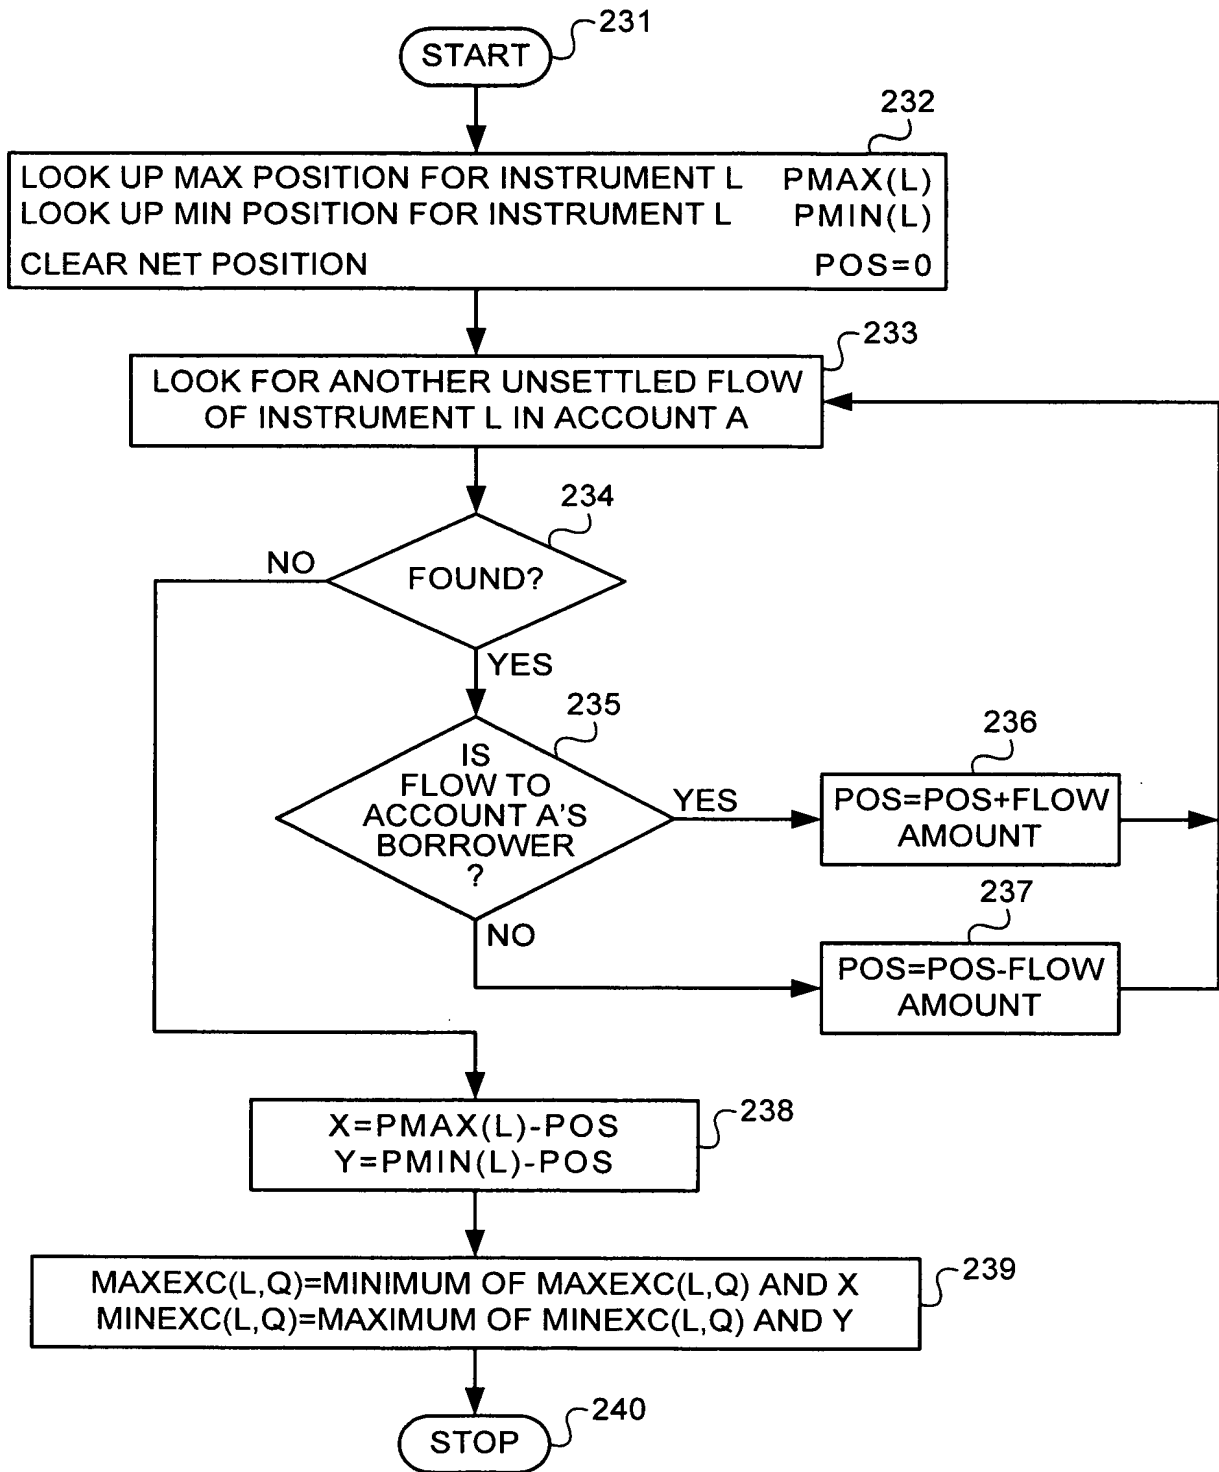 231
START
232
LOOK UP MAX POSITION FOR INSTRUMENT L PMAX(L)
LOOK UP MIN POSITION FOR INSTRUMENT L PMIN(L)
CLEAR NET POSITION POS=0
233
LOOK FOR ANOTHER UNSETTLED FLOW
OF INSTRUMENT L IN ACCOUNT A
234
NO
FOUND?
YES
235
IS
FLOW TO
ACCOUNT A'S
BORROWER
?
YES
236
POS=POS+FLOW
AMOUNT
NO
237
POS=POS-FLOW
AMOUNT
238
X=PMAX(L)-POS
Y=PMIN(L)-POS
239
MAXEXC(L,Q)=MINIMUM OF MAXEXC(L,Q) AND X
MINEXC(L,Q)=MAXIMUM OF MINEXC(L,Q) AND Y
240
STOP